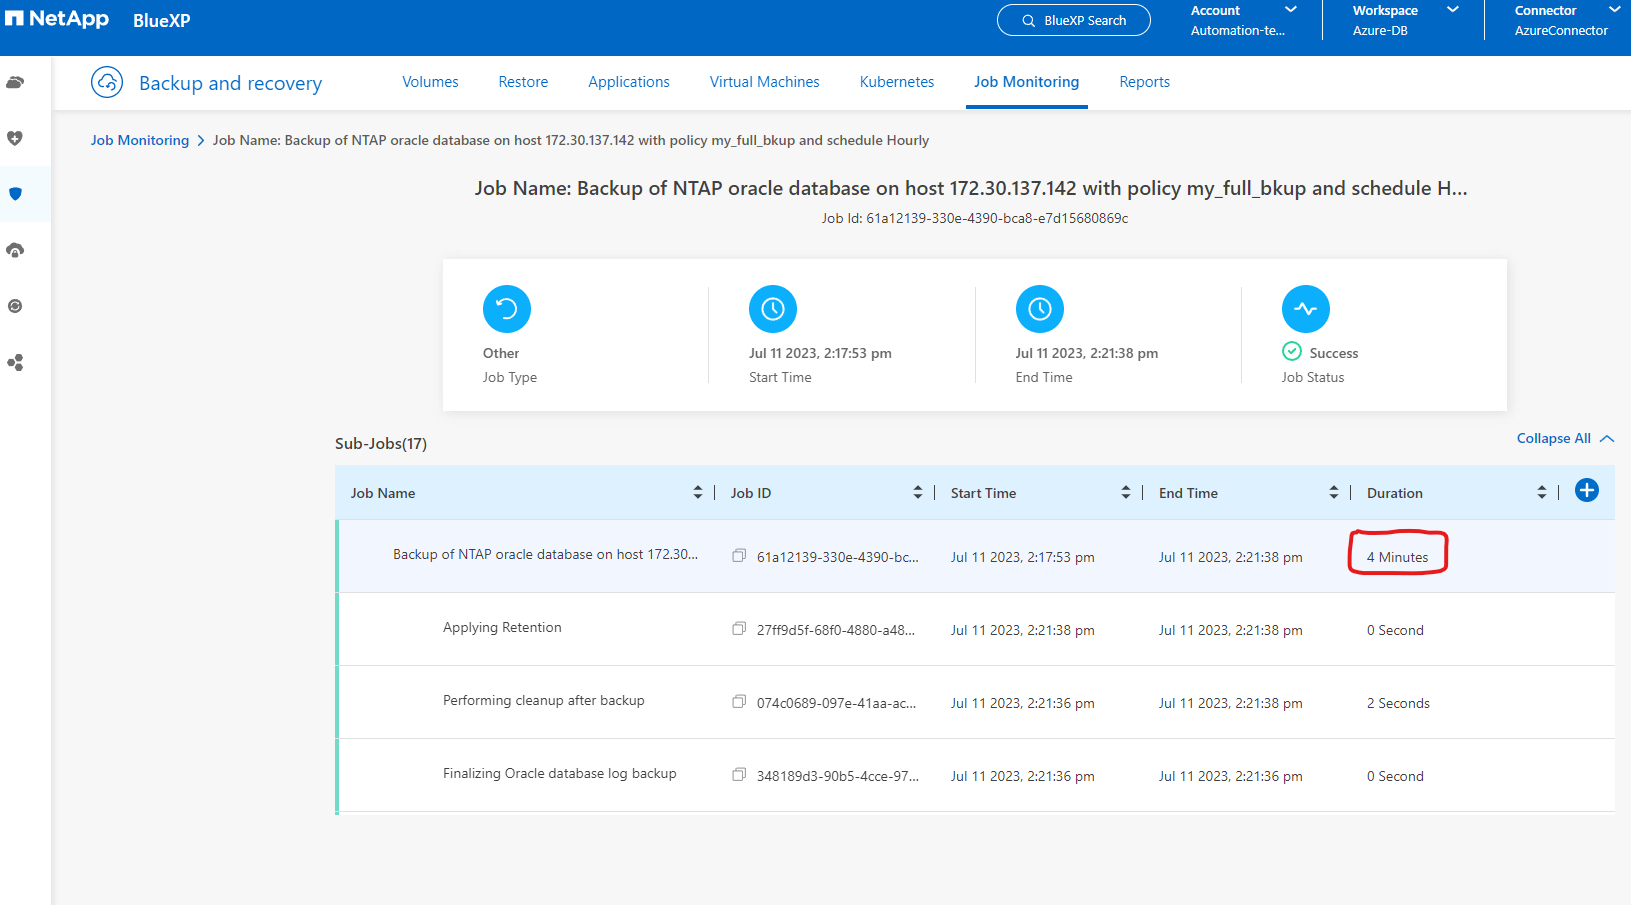 NetApp BlueXP
BlueXP Search
Account
Automation-te...
Workspace
Azure-DB
Connector
AzureConnector
Backup and recovery
Volumes Restore Applications Virtual Machines Kubernetes Job Monitoring Reports
Job Monitoring > Job Name: Backup of NTAP oracle database on host 172.30.137.142 with policy my_full_bkup and schedule Hourly
Job Name: Backup of NTAP oracle database on host 172.30.137.142 with policy my_full_bkup and schedule H...
Job Id: 61a12139-330e-4390-bca8-e7d15680869c
Other
Job Type
Jul 11 2023, 2:17:53 pm
Start Time
Jul 11 2023, 2:21:38 pm
End Time
Success
Job Status
Sub-Jobs(17)
Collapse All
Job Name Job ID Start Time End Time Duration
Backup of NTAP oracle database on host 172.30... 61a12139-330e-4390-bc... Jul 11 2023, 2:17:53 pm Jul 11 2023, 2:21:38 pm 4 Minutes
Applying Retention 27ff9d5f-68f0-4880-a48... Jul 11 2023, 2:21:38 pm Jul 11 2023, 2:21:38 pm 0 Second
Performing cleanup after backup 074c0689-097e-41aa-ac... Jul 11 2023, 2:21:36 pm Jul 11 2023, 2:21:38 pm 2 Seconds
Finalizing Oracle database log backup 348189d3-90b5-4cce-97... Jul 11 2023, 2:21:36 pm Jul 11 2023, 2:21:36 pm 0 Second